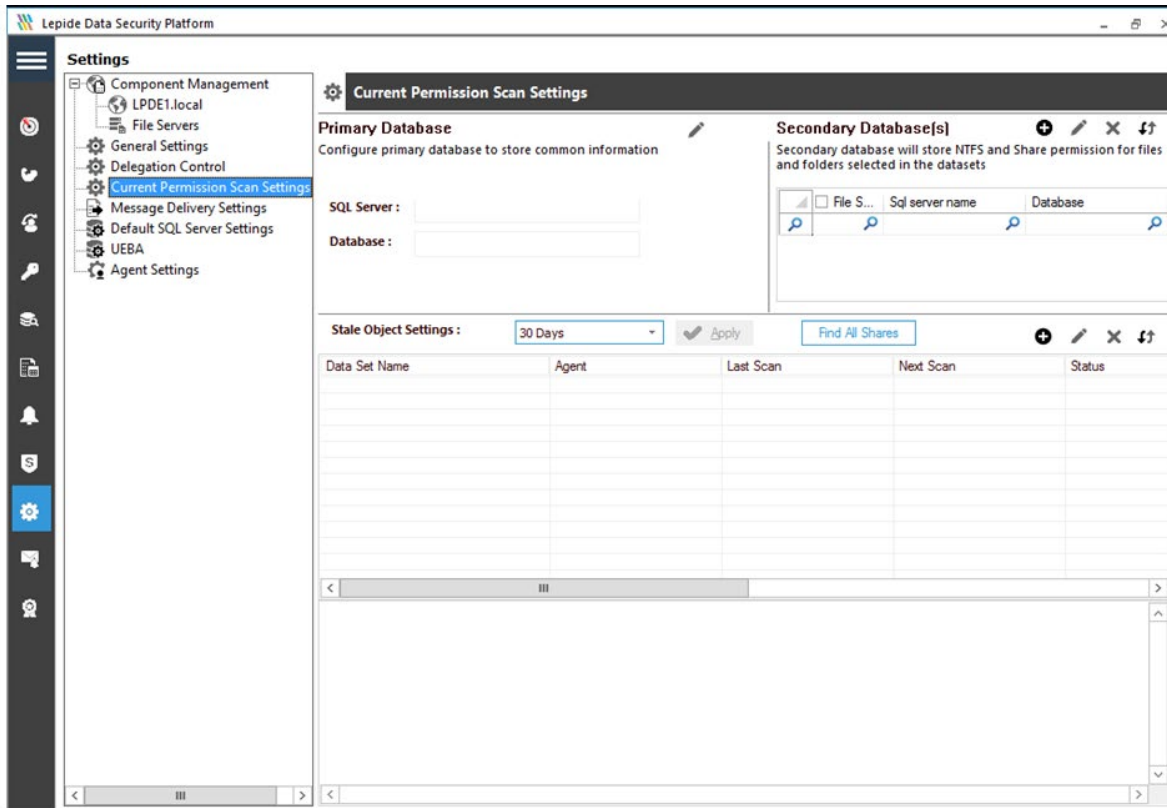 Lepide Data Security Platform
Settings
Component Management
LPDE1.local
File Servers
General Settings
Delegation Control
Current Permission Scan Settings
Message Delivery Settings
Default SQL Server Settings
UEBA
Agent Settings
Current Permission Scan Settings
Primary Database
Configure primary database to store common information
SQL Server :
Database :
Secondary Database(s)
Secondary database will store NTFS and Share permission for files
and folders selected in the datasets
File S... Sql server name Database
Stale Object Settings : 30 Days Apply Find All Shares
Data Set Name Agent Last Scan Next Scan Status